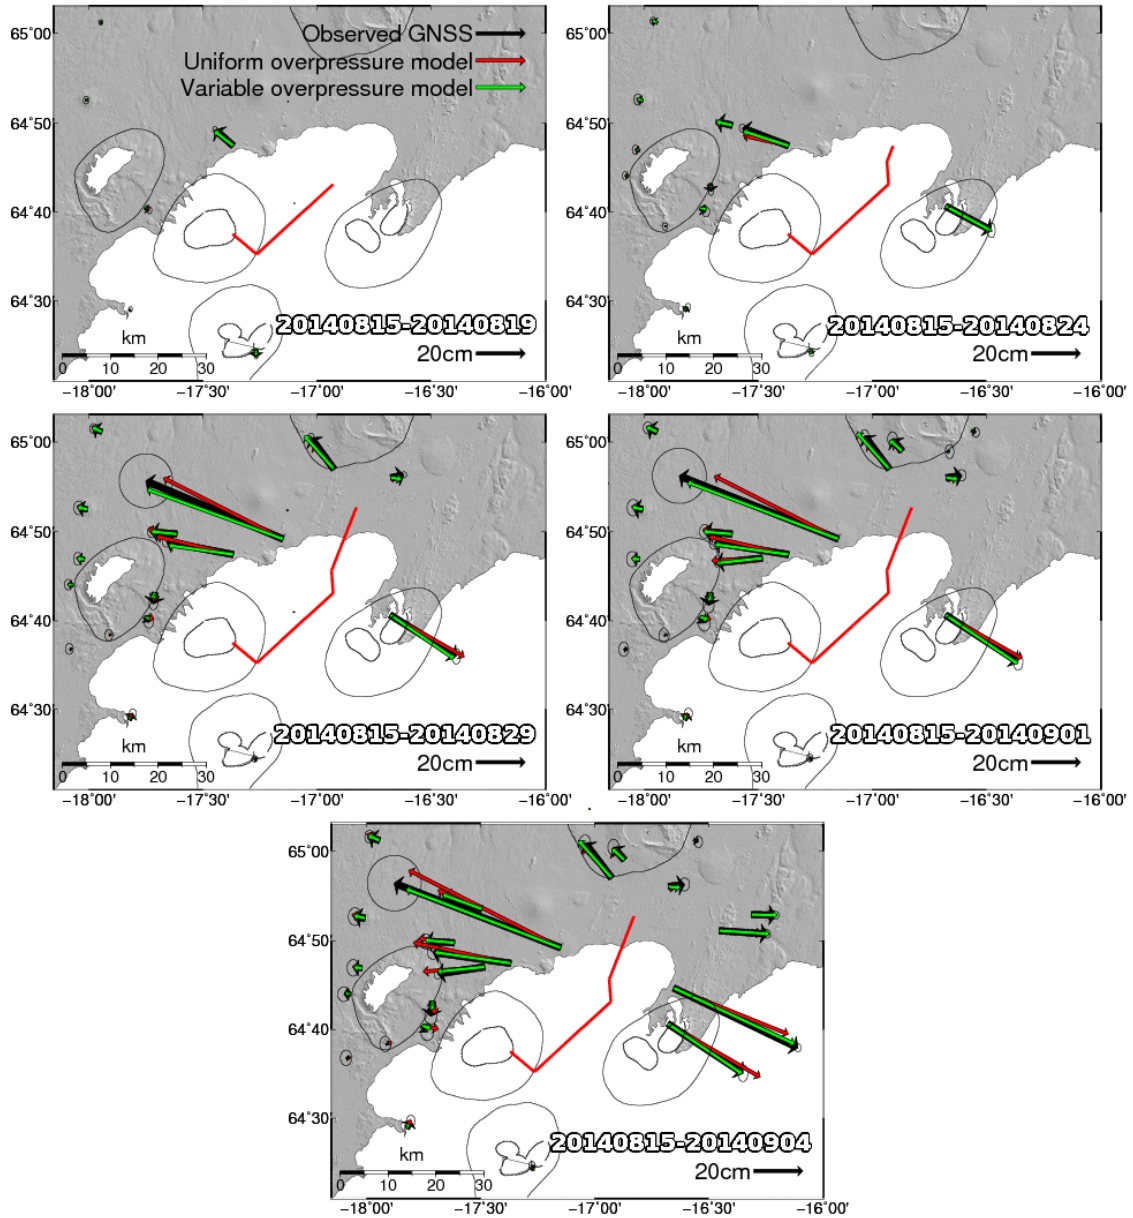 65°00'
Observed GNSS
Uniform overpressure model
Variable overpressure model
64°50'
64°40'
64°30'
20140815-20140819
km
20cm
0 10 20 30
-18°00' -17°30' -17°00' -16°30' -16°00'
65°00'
64°50'
64°40'
64°30'
20140815-20140824
km
20cm
0 10 20 30
-18°00' -17°30' -17°00' -16°30' -16°00'
65°00'
64°50'
64°40'
64°30'
20140815-20140829
km
20cm
0 10 20 30
-18°00' -17°30' -17°00' -16°30' -16°00'
65°00'
64°50'
64°40'
64°30'
20140815-20140901
km
20cm
0 10 20 30
-18°00' -17°30' -17°00' -16°30' -16°00'
65°00'
64°50'
64°40'
64°30'
20140815-20140904
km
20cm
0 10 20 30
-18°00' -17°30' -17°00' -16°30' -16°00'